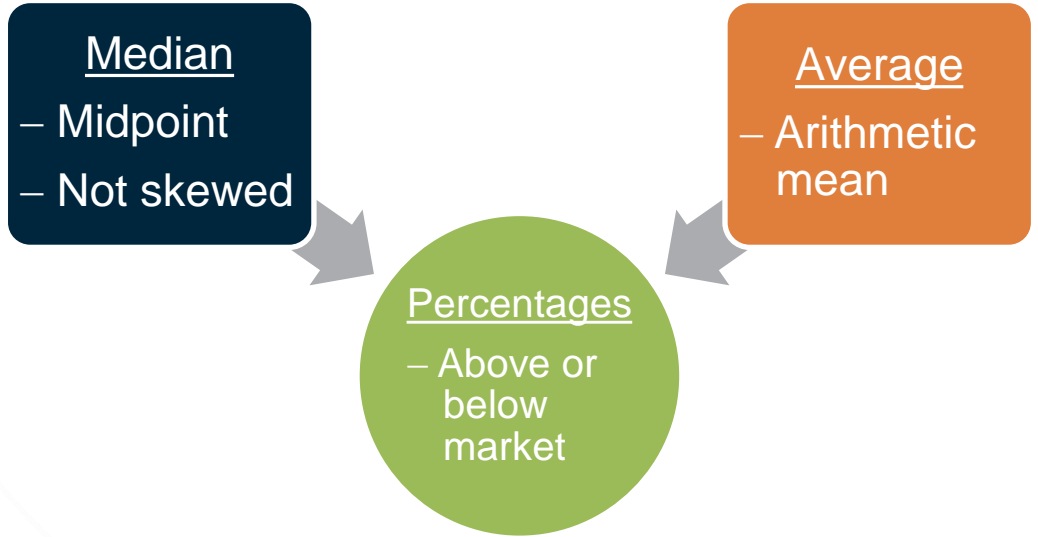 Median
– Midpoint
– Not skewed
Average
– Arithmetic
mean
Percentages
– Above or
below
market